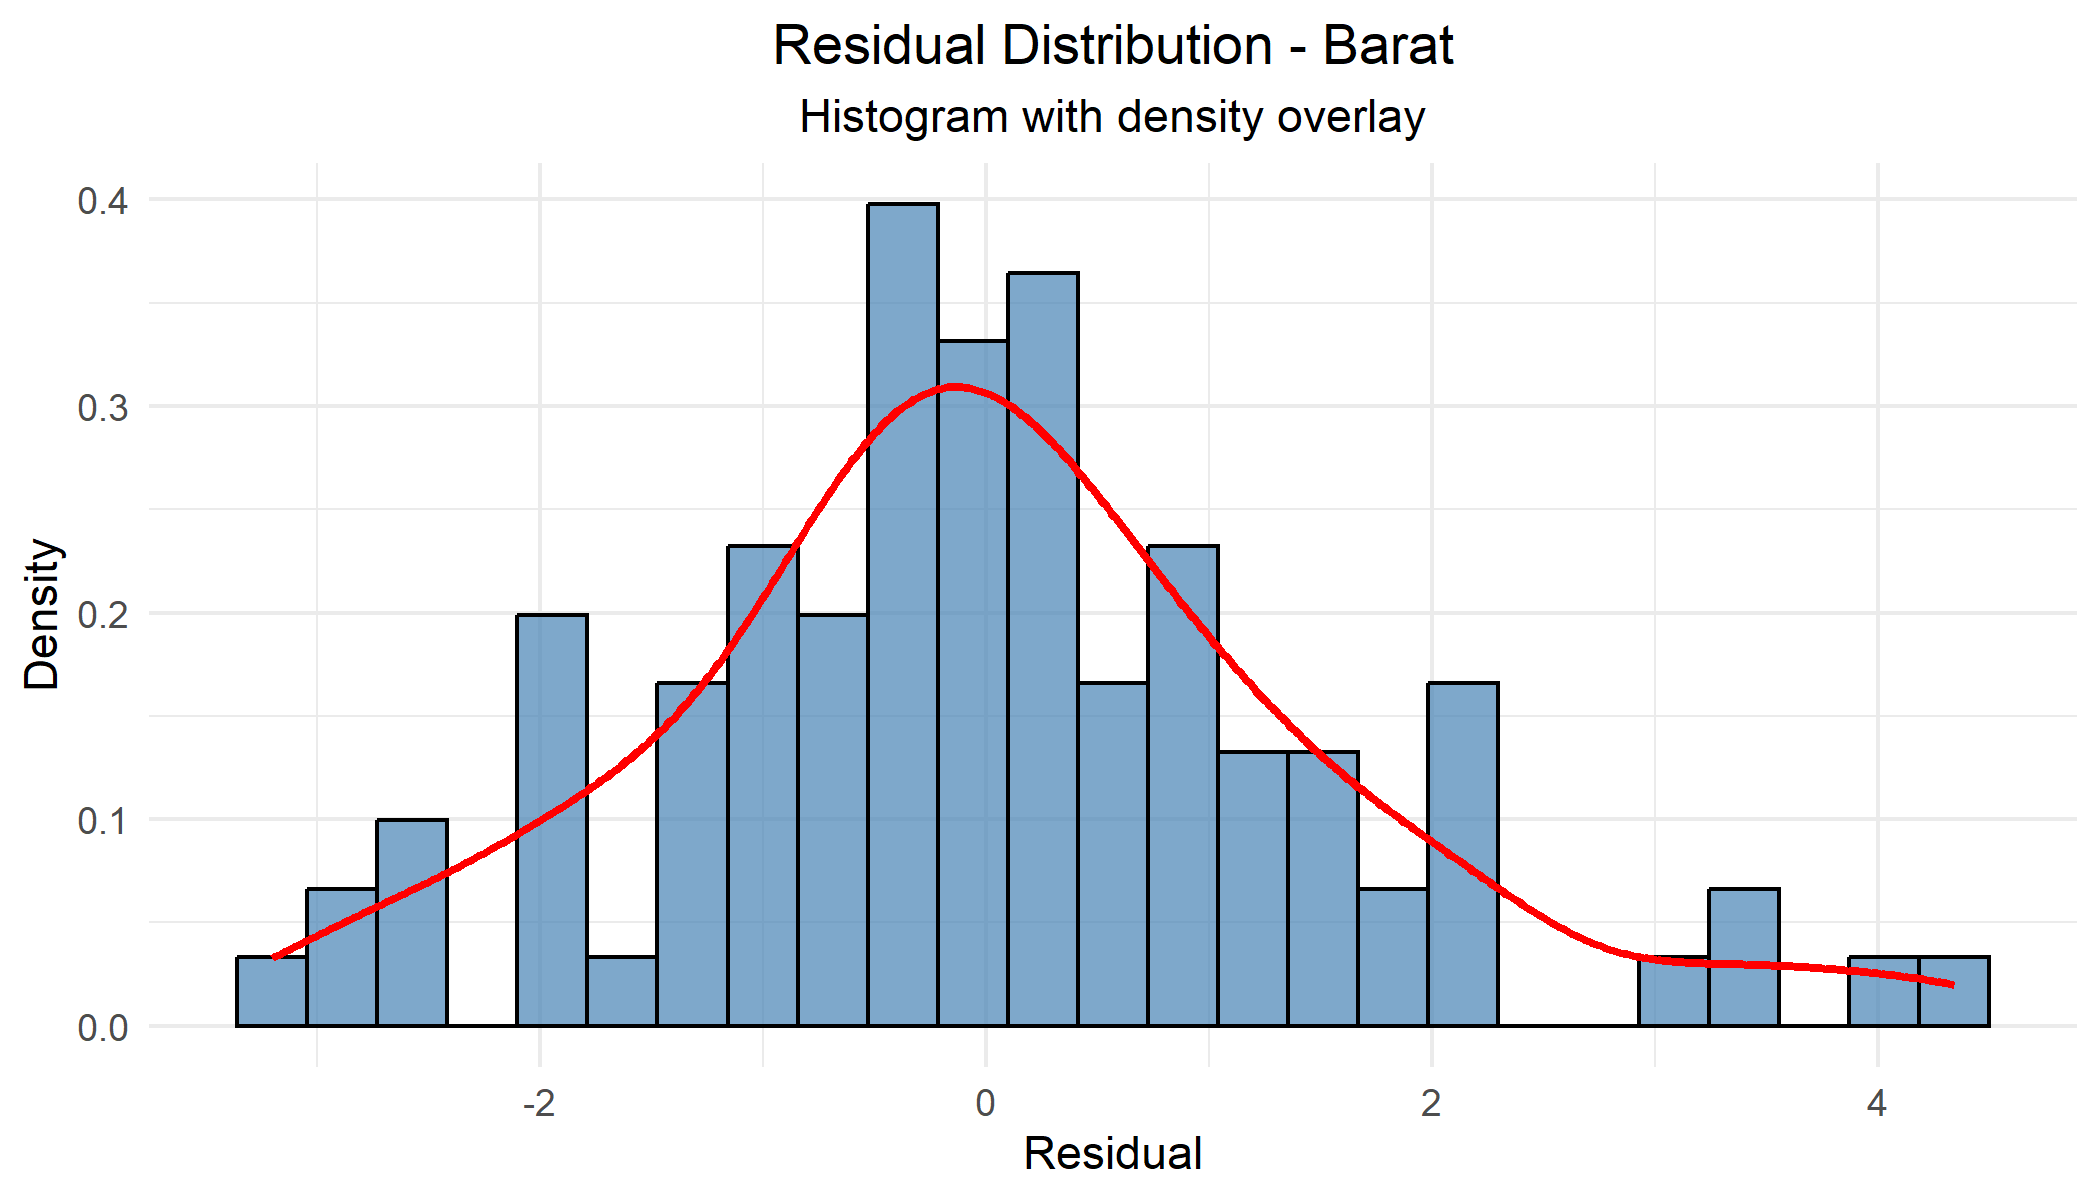 Residual Distribution - Barat
Histogram with density overlay
0.4
0.3
0.2
0.1
0.0
Density
-2 0 2 4
Residual